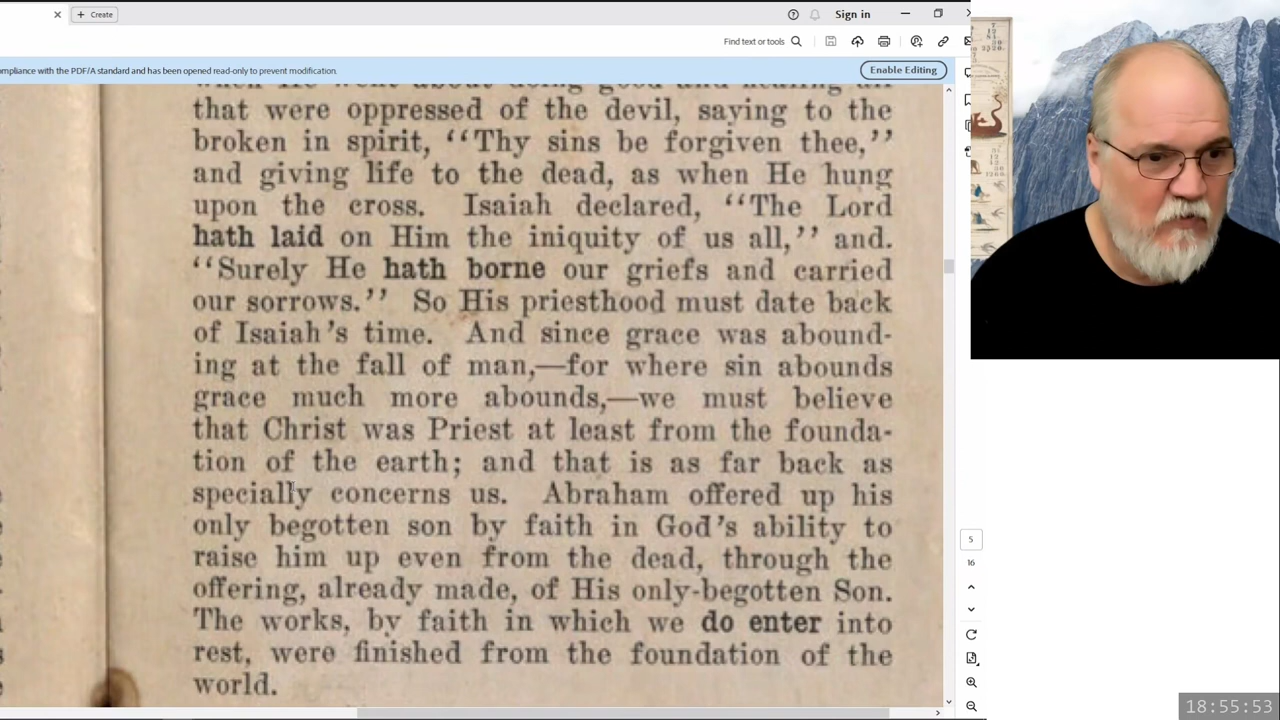 Create
Sign in
Find text or tools
mpliance with the PDF/A standard and has been opened read-only to prevent modification.
Enable Editing
that were oppressed of the devil, saying to the
broken in spirit, “Thy sins be forgiven thee,”
and giving life to the dead, as when He hung
upon the cross. Isaiah declared, “The Lord
hath laid on Him the iniquity of us all,” and.
“Surely He hath borne our griefs and carried
our sorrows.” So His priesthood must date back
of Isaiah’s time. And since grace was abound-
ing at the fall of man,—for where sin abounds
grace much more abounds,—we must believe
that Christ was Priest at least from the founda-
tion of the earth; and that is as far back as
specially concerns us. Abraham offered up his
only begotten son by faith in God’s ability to
raise him up even from the dead, through the
offering, already made, of His only-begotten Son.
The works, by faith in which we do enter into
rest, were finished from the foundation of the
world.
5
16
18:55:53